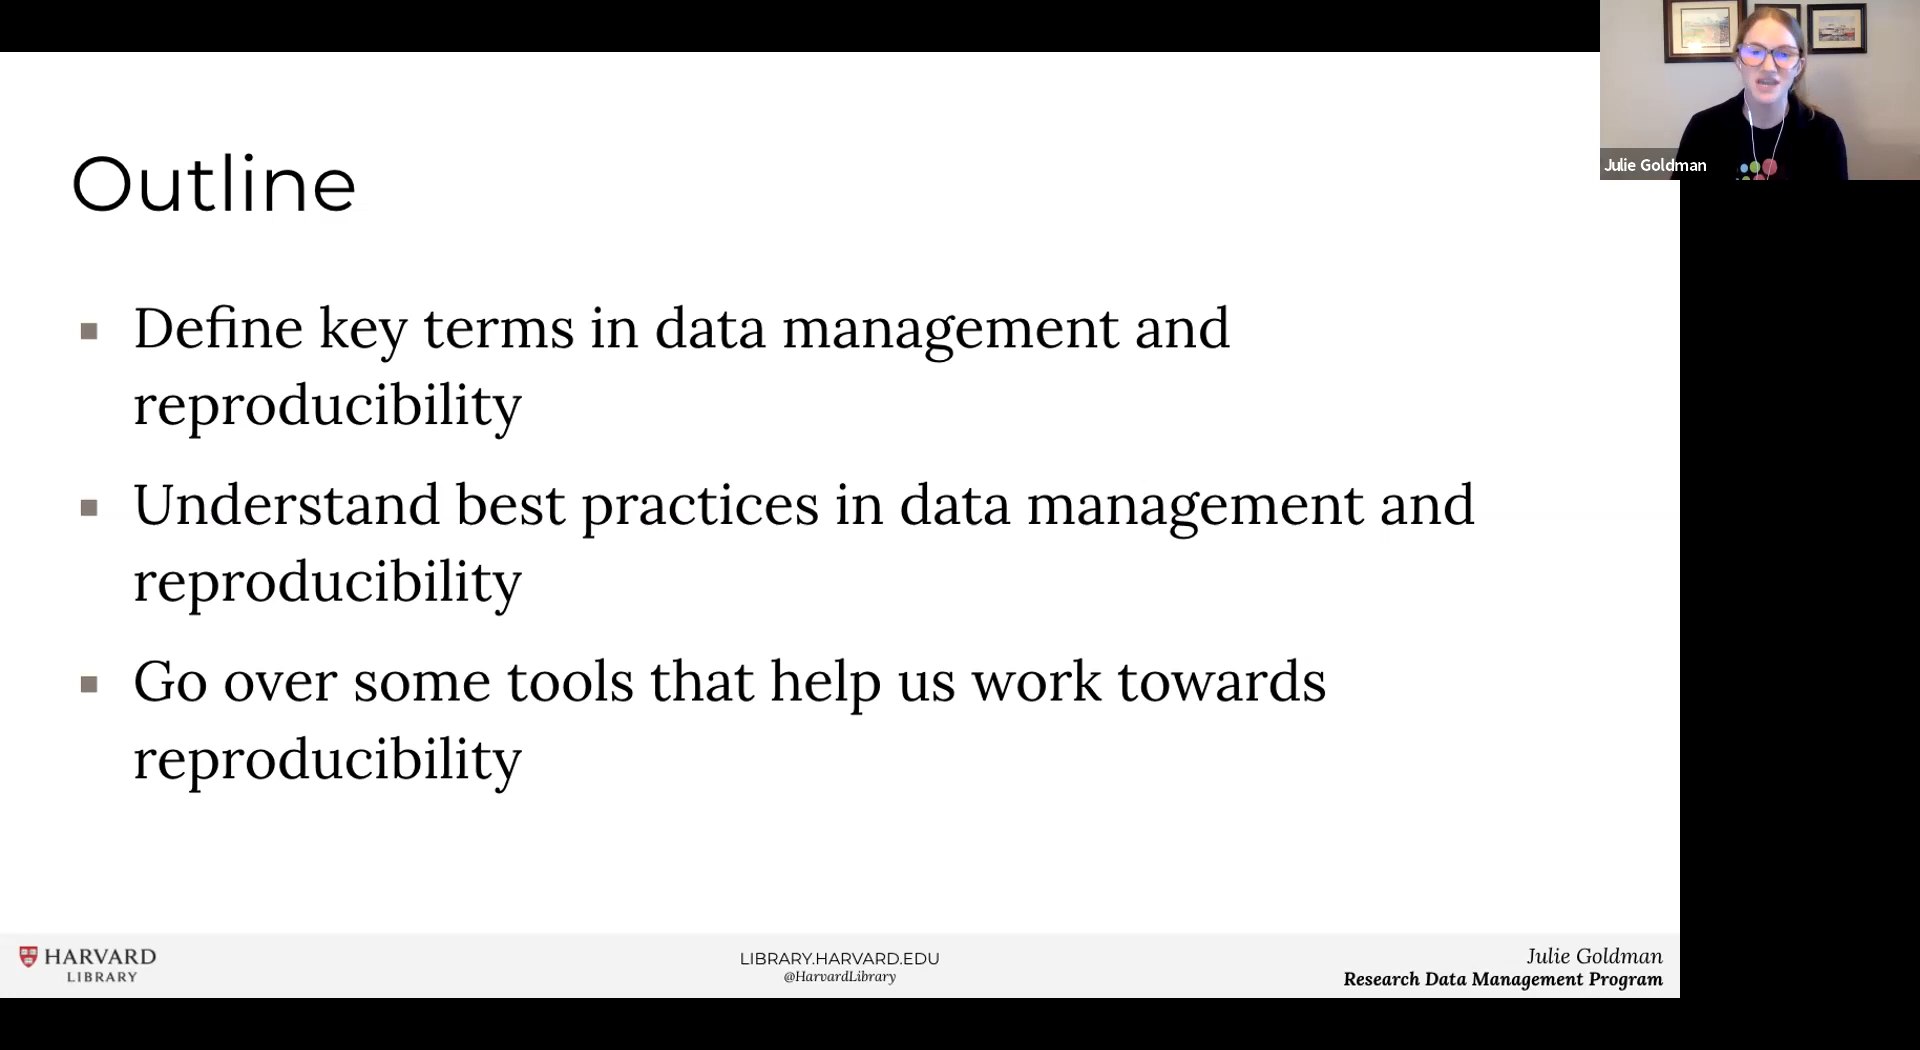 Outline
Define key terms in data management and
reproducibility
Understand best practices in data management and
reproducibility
Go over some tools that help us work towards
reproducibility
Julie Goldman
HARVARD
LIBRARY
LIBRARY.HARVARD.EDU
@HarvardLibrary
Julie Goldman
Research Data Management Program